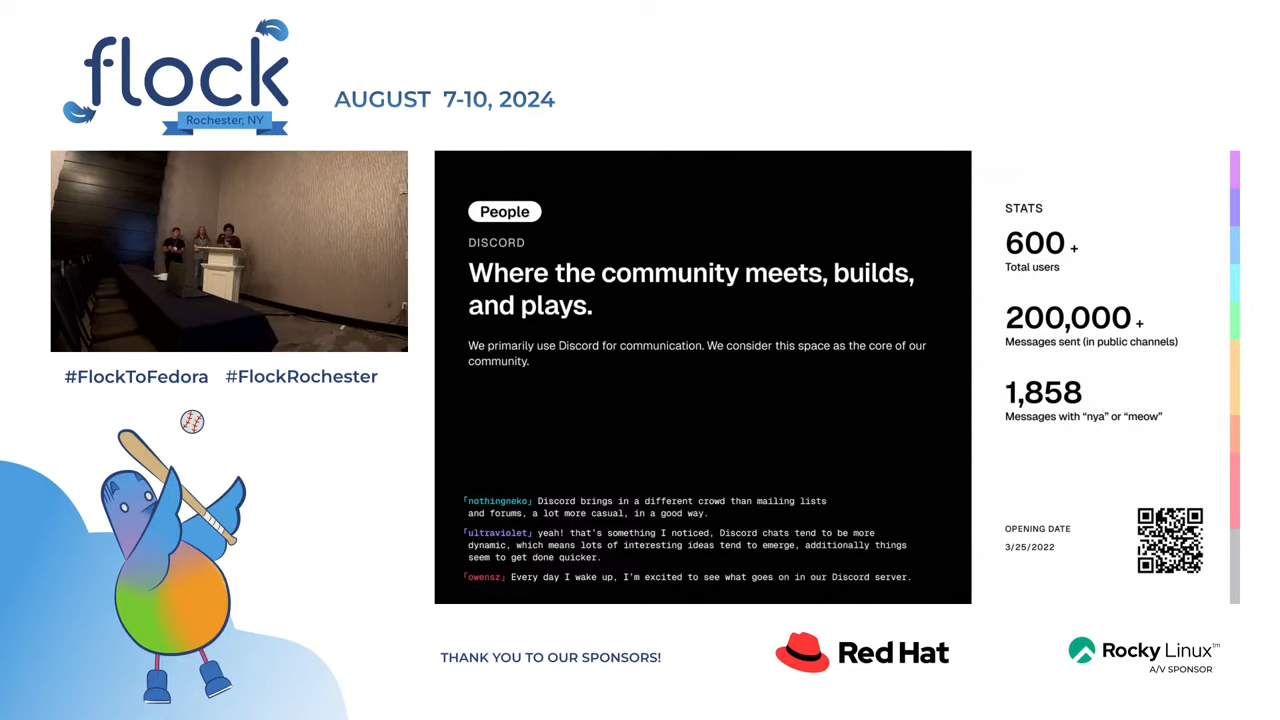 flock
Rochester, NY
AUGUST 7-10, 2024
#FlockToFedora #FlockRochester
People
DISCORD
Where the community meets, builds,
and plays.
We primarily use Discord for communication. We consider this space as the core of our
community.
「nothingneko」 Discord brings in a different crowd than mailing lists
and forums, a lot more casual, in a good way.
「ultraviolet」 yeah! that's something I noticed, Discord chats tend to be more
dynamic, which means lots of interesting ideas tend to emerge, additionally things
seem to get done quicker.
「owensz」 Every day I wake up, I'm excited to see what goes on in our Discord server.
STATS
600 +
Total users
200,000 +
Messages sent (in public channels)
1,858
Messages with “nya” or “meow”
OPENING DATE
3/25/2022
THANK YOU TO OUR SPONSORS!
Red Hat
Rocky Linux™
A/V SPONSOR